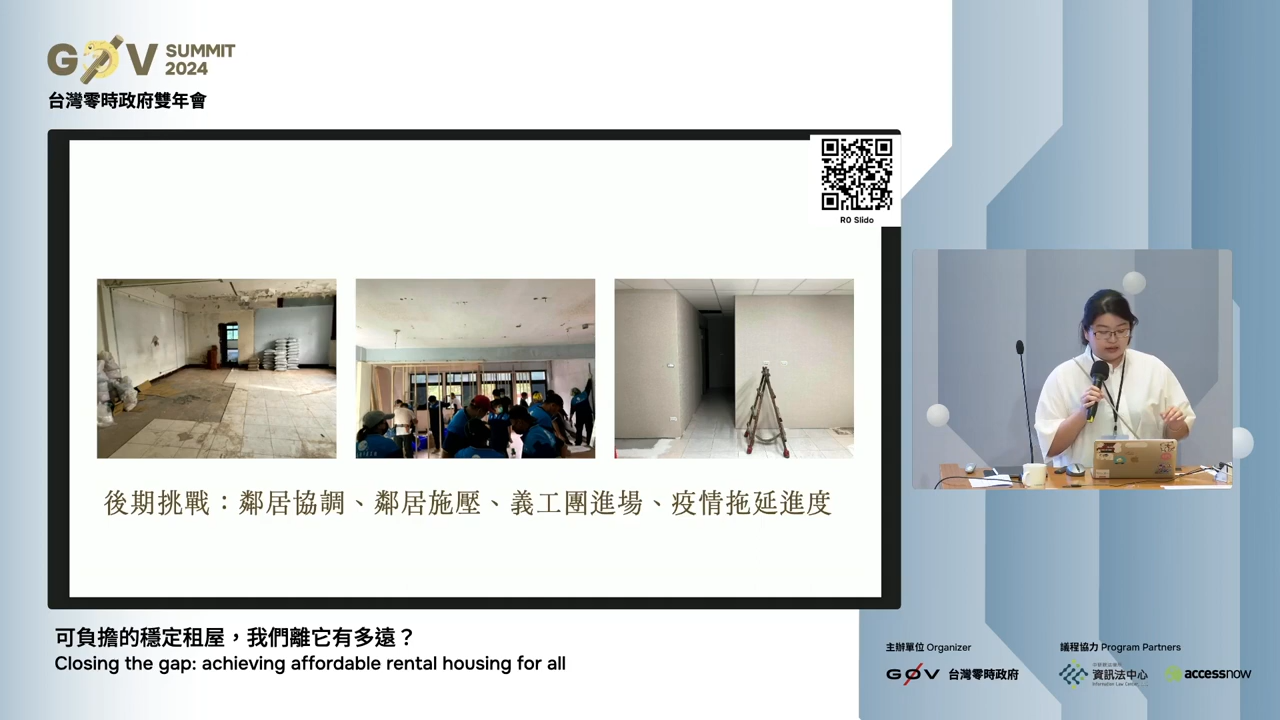 G0V SUMMIT 2024
台灣零時政府雙年會
R0 Slido
後期挑戰：鄰居協調、鄰居施壓、義工團進場、疫情拖延進度
可負擔的穩定租屋，我們離它有多遠？
Closing the gap: achieving affordable rental housing for all
主辦單位 Organizer
議程協力 Program Partners
G0V 台灣零時政府
資訊法中心
Information Law Center
accessnow